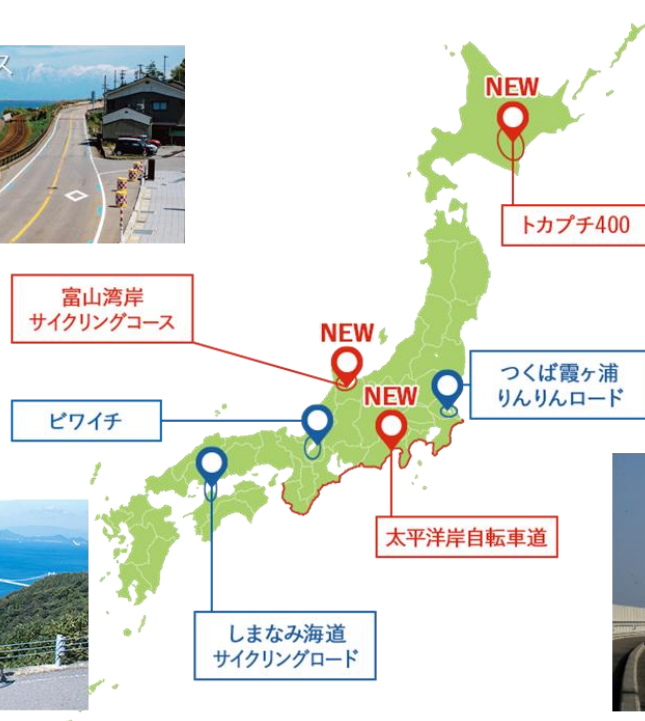 ス
NEW
トカプチ400
富山湾岸
サイクリングコース
NEW
つくば霞ヶ浦
りんりんロード
NEW
ビワイチ
太平洋岸自転車道
しまなみ海道
サイクリングロード